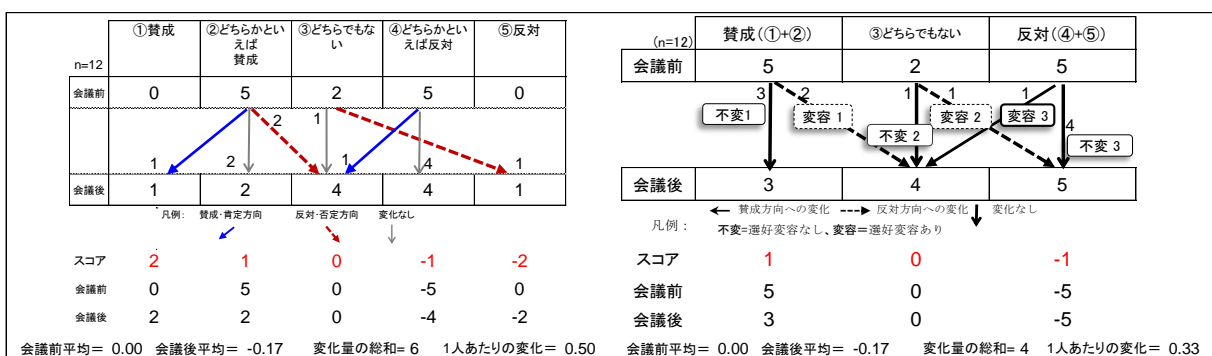 ①賛成 ②どちらかとい ③どちらでもな ④どちらかとい ⑤反対
えば い えば反対
賛成
n=12
会議前 0 5 2 5 0
2 1
1 2 1 4 1
会議後 1 2 4 4 1
凡例: 賛成・肯定方向 反対・否定方向 変化なし
スコア 2 1 0 -1 -2
会議前 0 5 0 -5 0
会議後 2 2 0 -4 -2
会議前平均= 0.00 会議後平均= -0.17 変化量の総和= 6 1人あたりの変化= 0.50
(n=12) 賛成(①+②) ③どちらでもない 反対(④+⑤)
会議前 5 2 5
3 2 1 1 1
不変1 変容 1 不変 2 変容 2 変容 3
4
不変 3
会議後 3 4 5
賛成方向への変化 反対方向への変化 変化なし
凡例: 不変=選好変容なし、変容=選好変容あり
スコア 1 0 -1
会議前 5 0 -5
会議後 3 0 -5
会議前平均= 0.00 会議後平均= -0.17 変化量の総和= 4 1人あたりの変化= 0.33